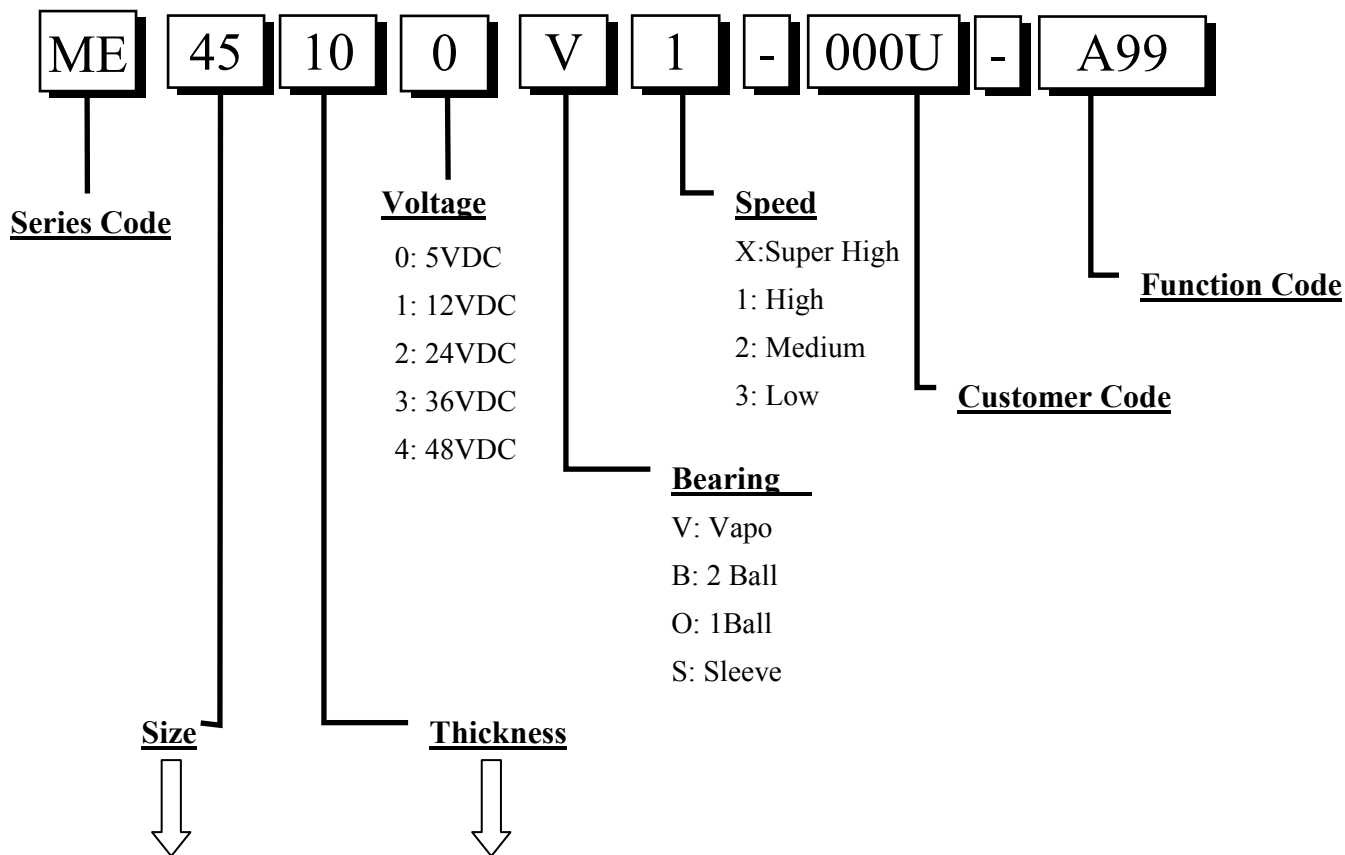 ME 45 10 0 V 1 - 000U - A99
Series Code
Voltage
0: 5VDC
1: 12VDC
2: 24VDC
3: 36VDC
4: 48VDC
Speed
X:Super High
1: High
2: Medium
3: Low
Function Code
Customer Code
Bearing
V: Vapo
B: 2 Ball
O: 1Ball
S: Sleeve
Size
Thickness